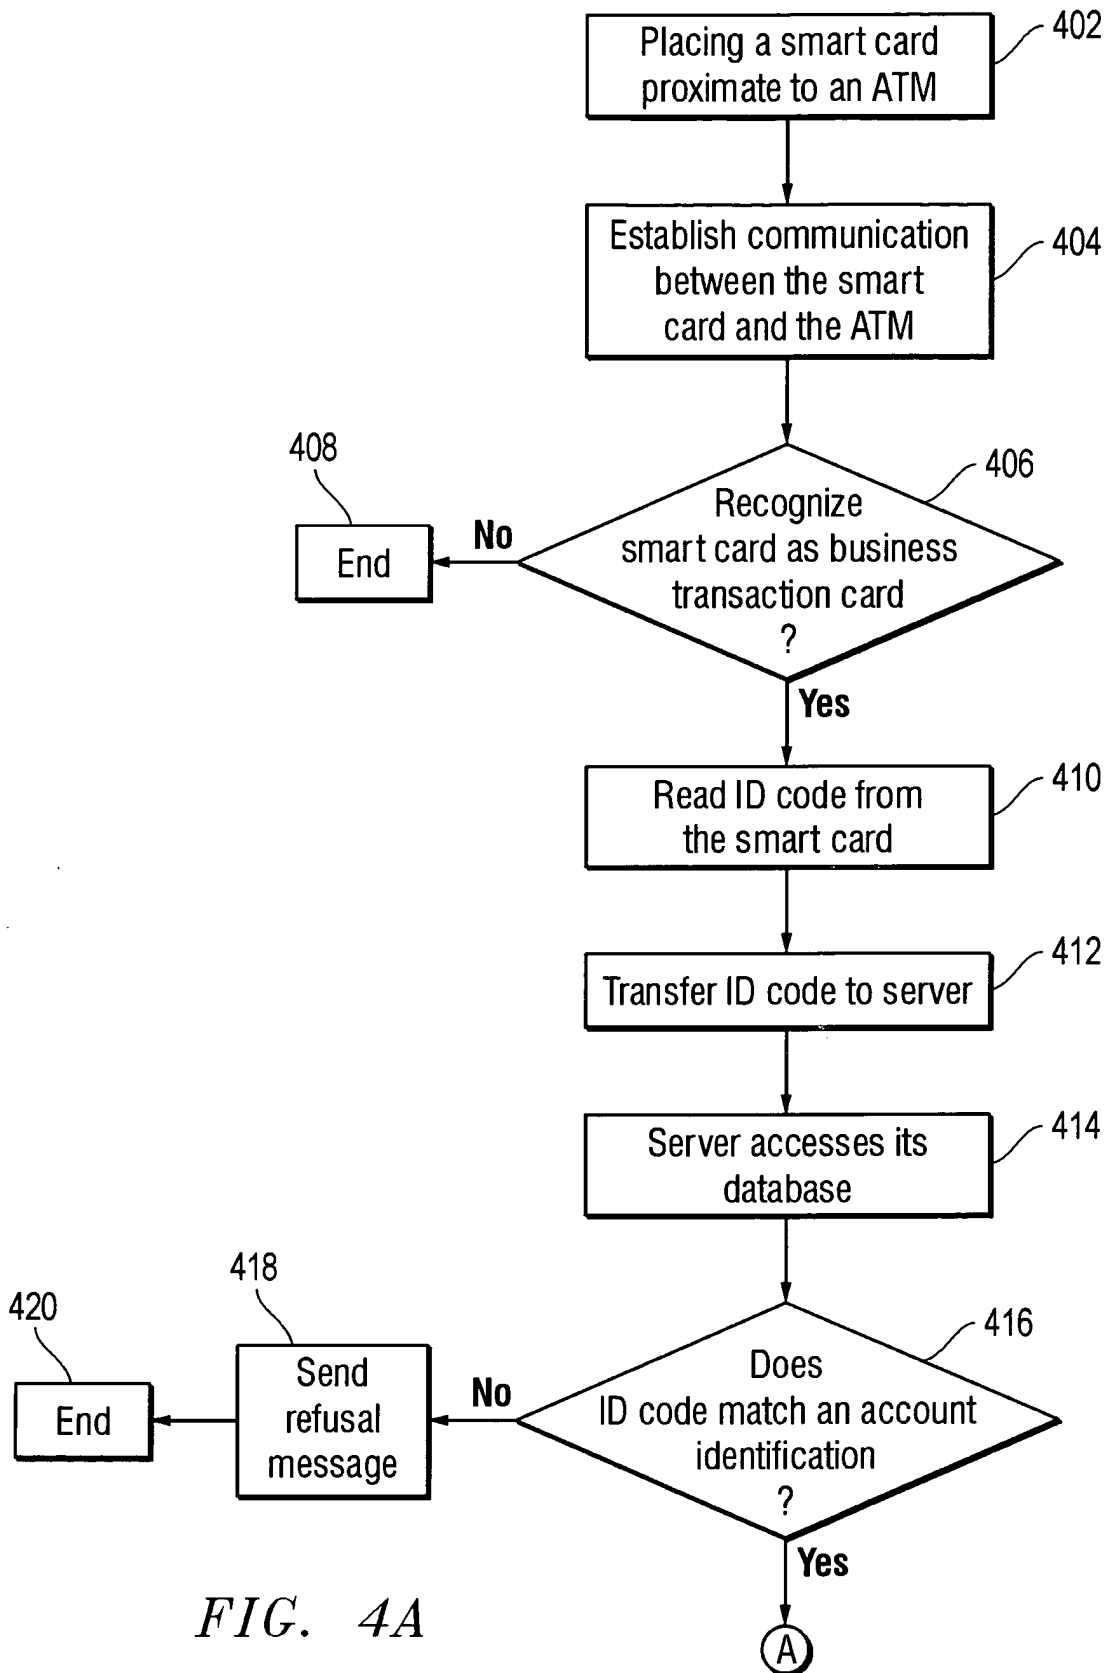 402
Placing a smart card
proximate to an ATM
404
Establish communication
between the smart
card and the ATM
406
Recognize
smart card as business
transaction card
?
No
408
End
Yes
410
Read ID code from
the smart card
412
Transfer ID code to server
414
Server accesses its
database
416
Does
ID code match an account
identification
?
No
418
Send
refusal
message
420
End
Yes
A
FIG. 4A